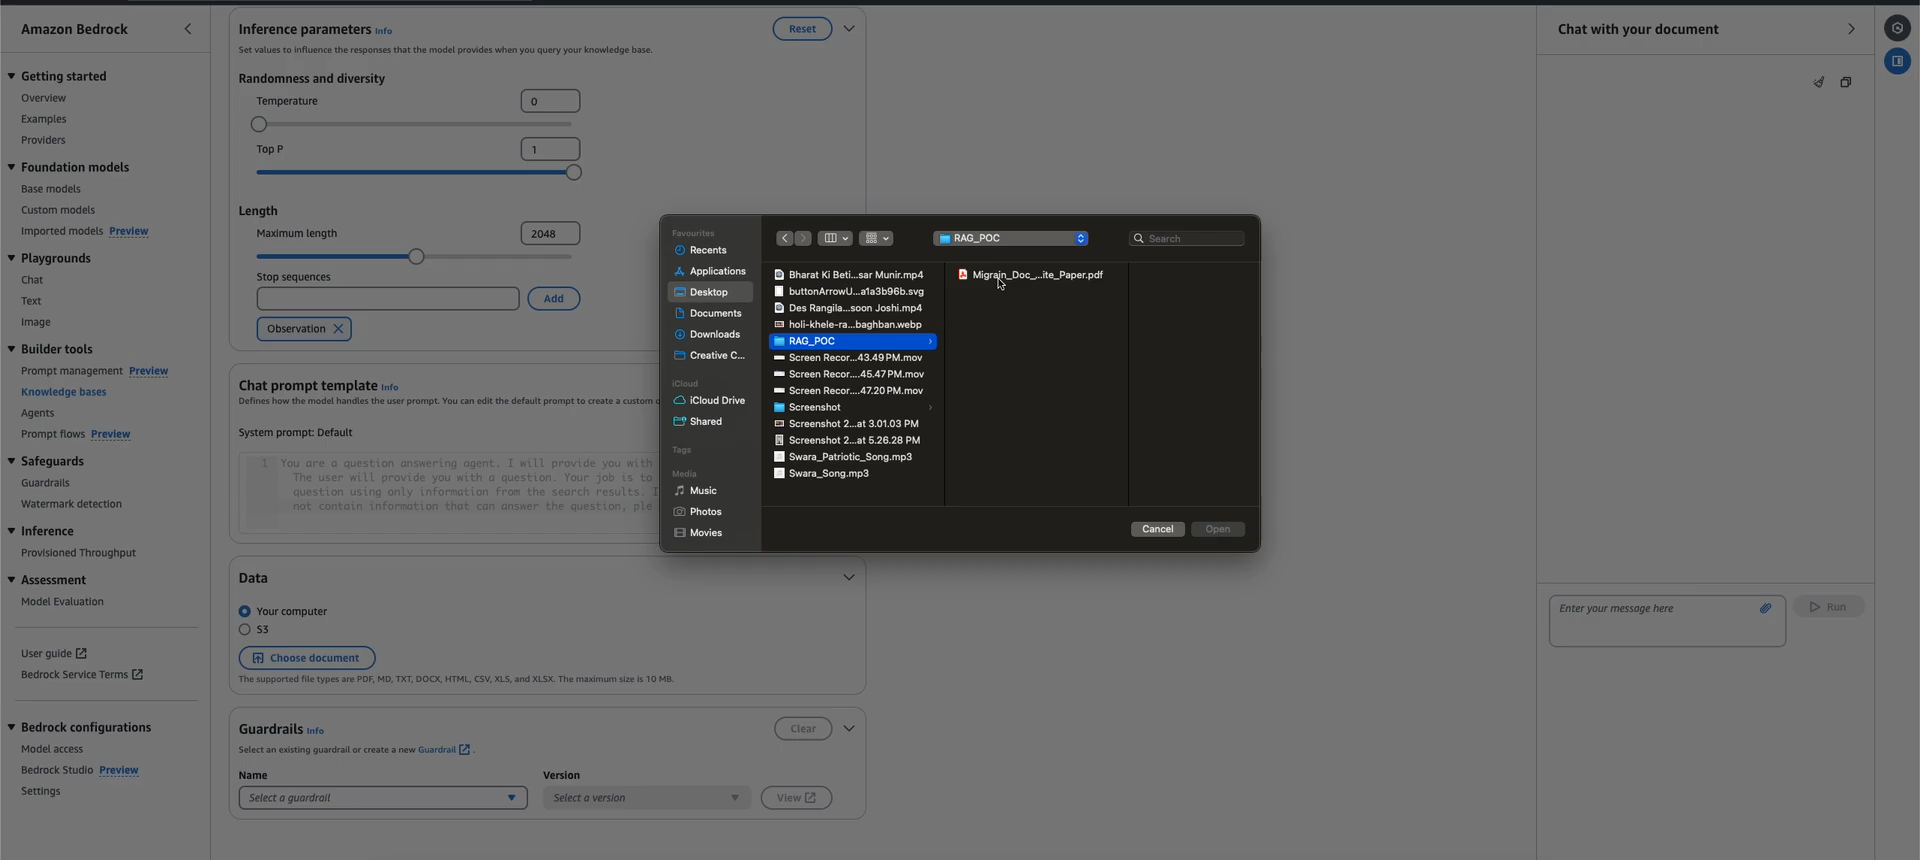 Amazon Bedrock
Getting started
Overview
Examples
Providers
Foundation models
Base models
Custom models
Imported models Preview
Playgrounds
Chat
Text
Image
Builder tools
Prompt management Preview
Knowledge bases
Agents
Prompt flows Preview
Safeguards
Guardrails
Watermark detection
Inference
Provisioned Throughput
Assessment
Model Evaluation
User guide
Bedrock Service Terms
Bedrock configurations
Model access
Bedrock Studio Preview
Settings
Inference parameters Info
Reset
Set values to influence the responses that the model provides when you query your knowledge base.
Randomness and diversity
Temperature
0
Top P
1
Length
Maximum length
2048
Stop sequences
Add
Observation
Chat prompt template Info
Defines how the model handles the user prompt. You can edit the default prompt to create a custom
System prompt: Default
1 You are a question answering agent. I will provide you with
The user will provide you with a question. Your job is to
question using only information from the search results. I
not contain information that can answer the question, ple
Data
Your computer
S3
Choose document
The supported file types are PDF, MD, TXT, DOCX, HTML, CSV, XLS, and XLSX. The maximum size is 10 MB.
Guardrails Info
Clear
Select an existing guardrail or create a new Guardrail .
Name
Version
Select a guardrail
Select a version
View
Favourites
Recents
Applications
Desktop
Documents
Downloads
Creative C...
iCloud
iCloud Drive
Shared
Tags
Media
Music
Photos
Movies
RAG_POC
Search
Bharat Ki Beti...sar Munir.mp4
buttonArrowU...a1a3b96b.svg
Des Rangila...soon Joshi.mp4
holi-khele-ra...baghban.webp
RAG_POC
Screen Recor...43.49 PM.mov
Screen Recor....45.47 PM.mov
Screen Recor....47.20 PM.mov
Screenshot
Screenshot 2...at 3.01.03 PM
Screenshot 2...at 5.26.28 PM
Swara_Patriotic_Song.mp3
Swara_Song.mp3
Migrain_Doc_...ite_Paper.pdf
Cancel
Open
Chat with your document
Enter your message here
Run